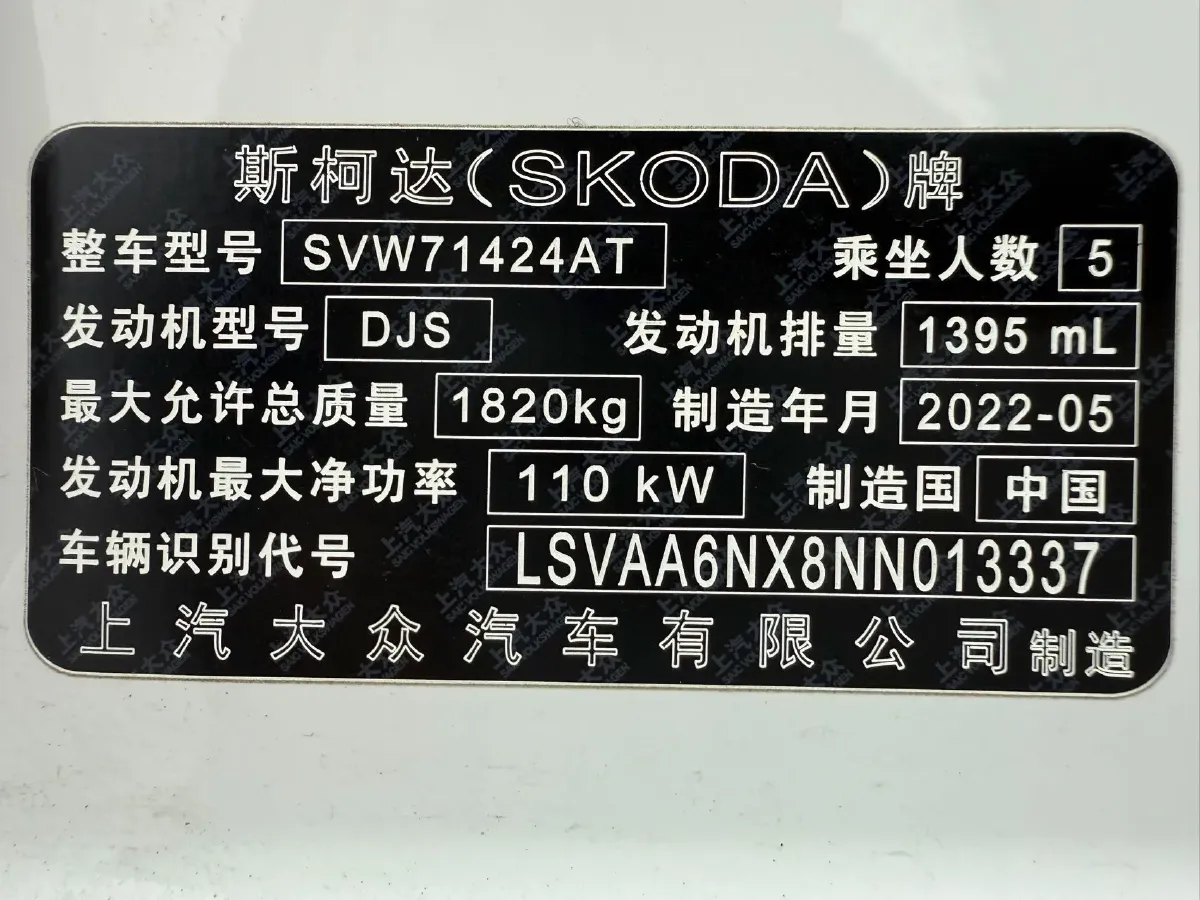 斯柯达(SKODA)牌
整车型号 SVW71424AT 乘坐人数 5
发动机型号 DJS 发动机排量 1395 mL
最大允许总质量 1820kg 制造年月 2022-05
发动机最大净功率 110 kW 制造国 中国
车辆识别代号 LSVAA6NX8NN013337
上汽大众汽车有限公司制造